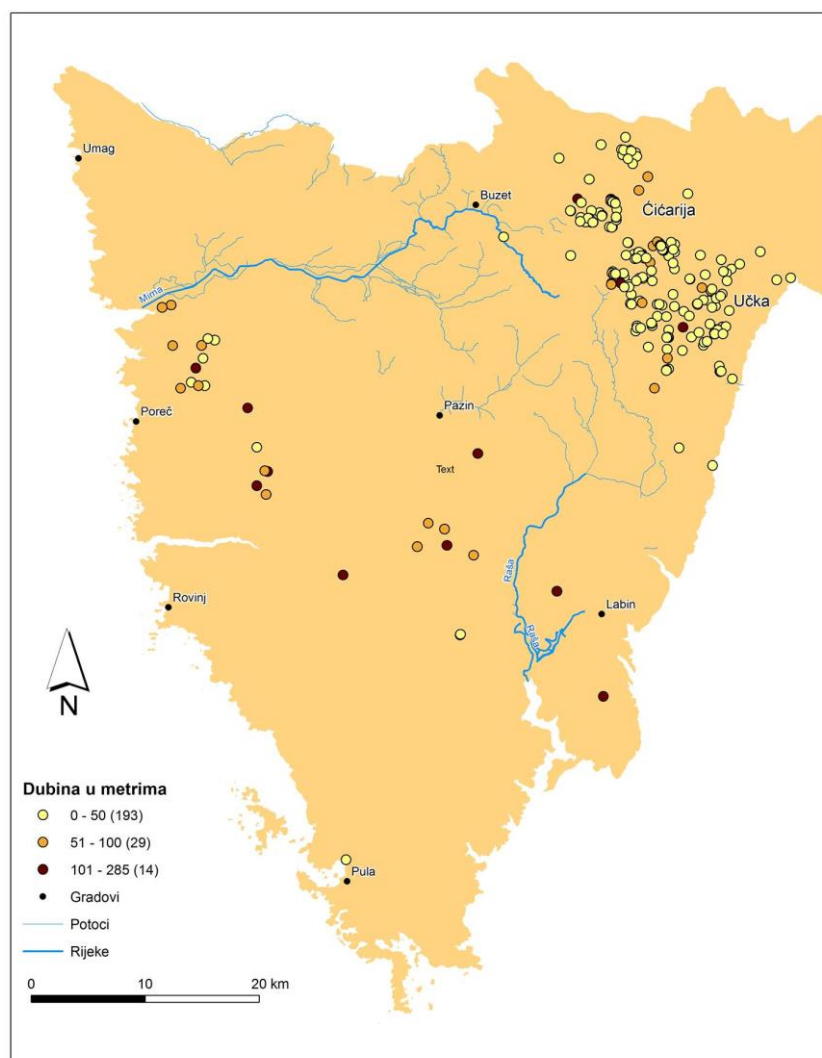 Umag
Buzet
Ćićarija
Učka
Mirna
Poreč
Pazin
Text
Raša
Rovinj
Labin
Raša
N
Pula
Dubina u metrima
0 - 50 (193)
51 - 100 (29)
101 - 285 (14)
Gradovi
Potoci
Rijeke
0 10 20 km